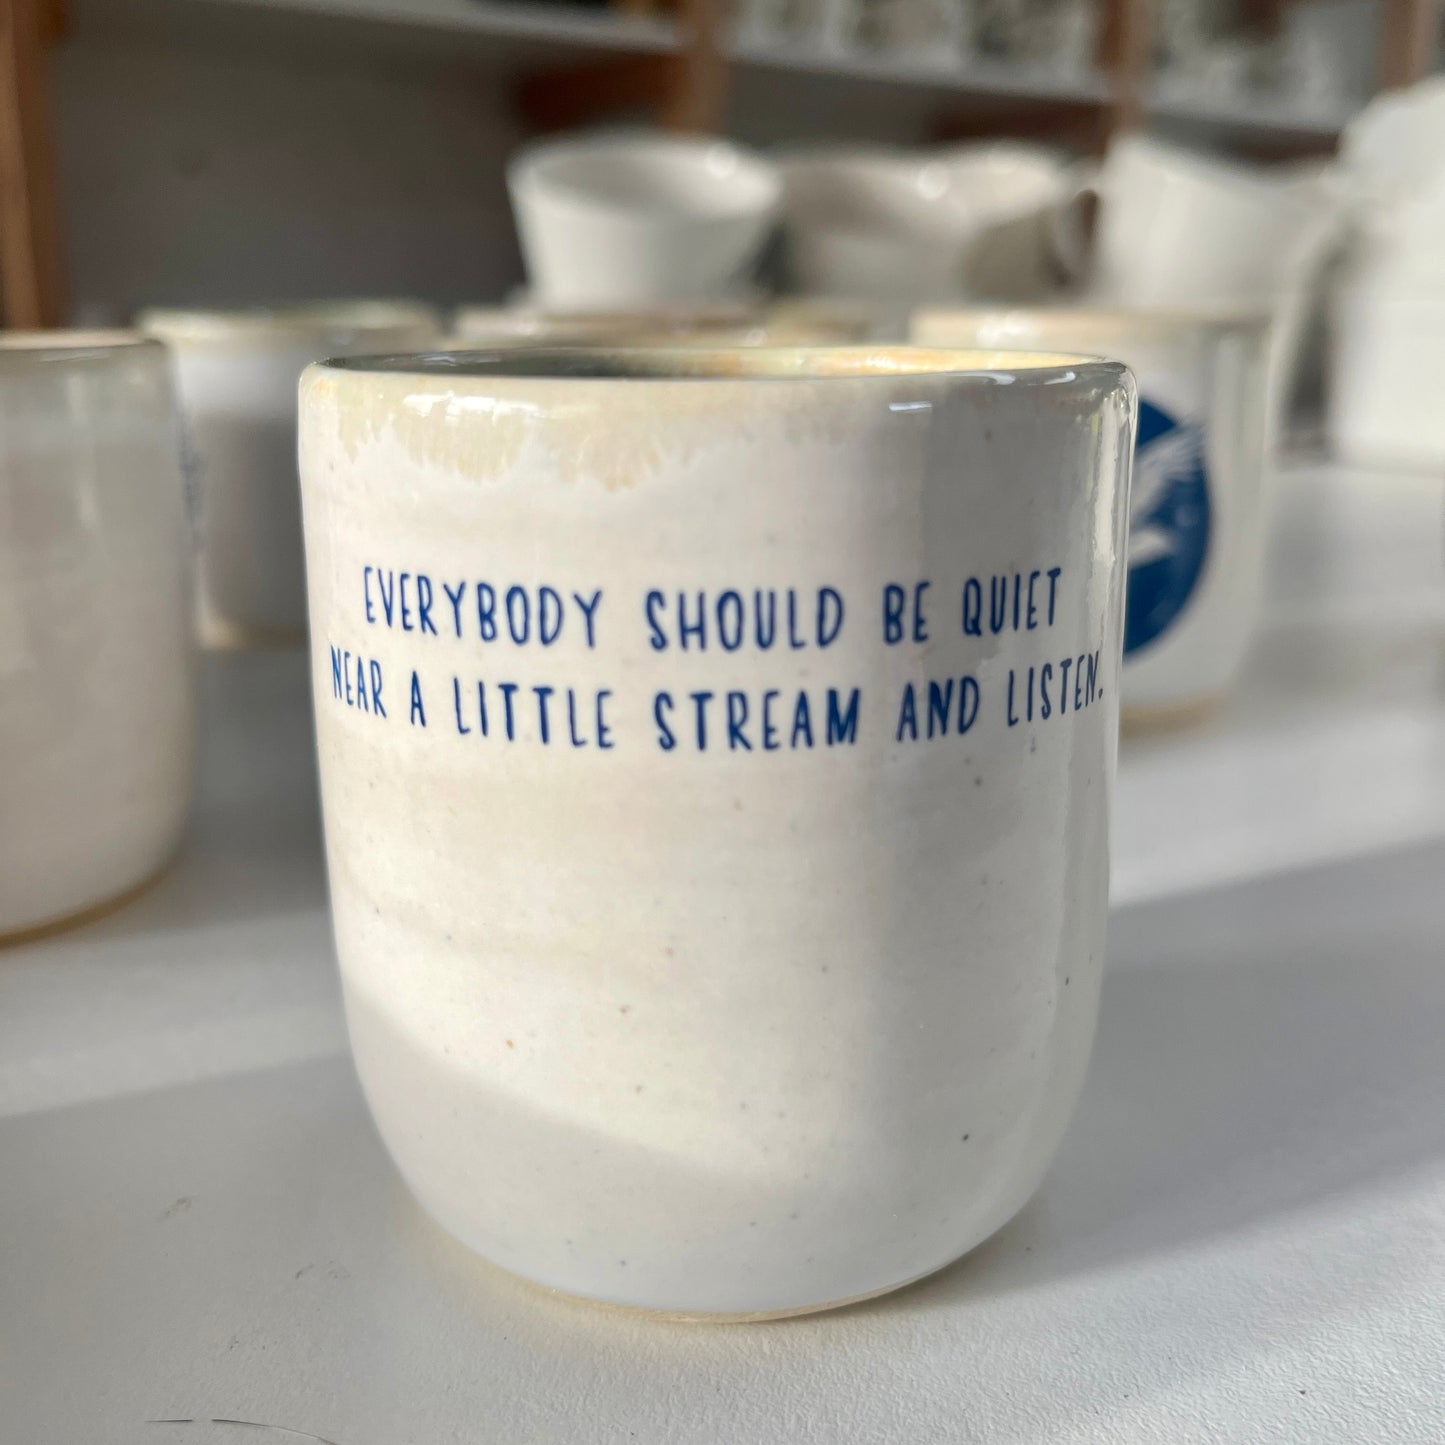 EVERYBODY SHOULD BE QUIET
NEAR A LITTLE STREAM AND LISTEN.